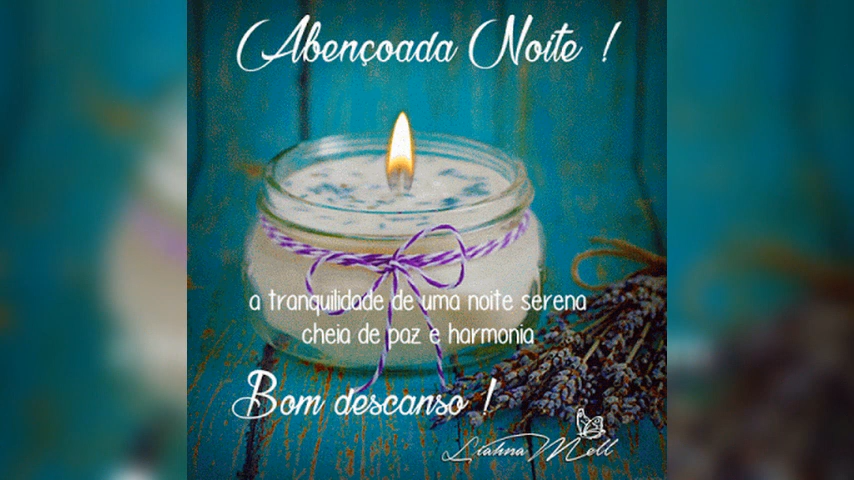 Abençoada Noite !
a tranquilidade de uma noite serena
cheia de paz e harmonia
Bom descanso !
Liahna Mell